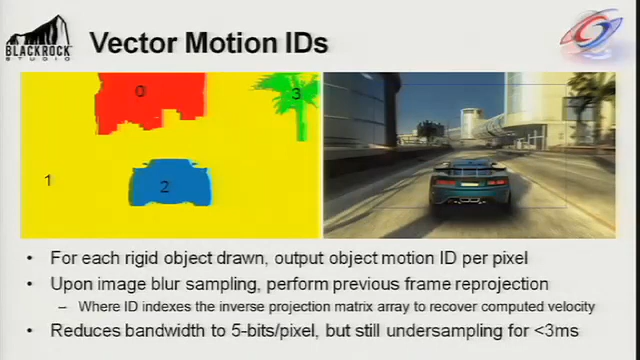 BLACKROCK
STUDIO
Vector Motion IDs
0
3
1
2
• For each rigid object drawn, output object motion ID per pixel
• Upon image blur sampling, perform previous frame reprojection
– Where ID indexes the inverse projection matrix array to recover computed velocity
• Reduces bandwidth to 5-bits/pixel, but still undersampling for <3ms